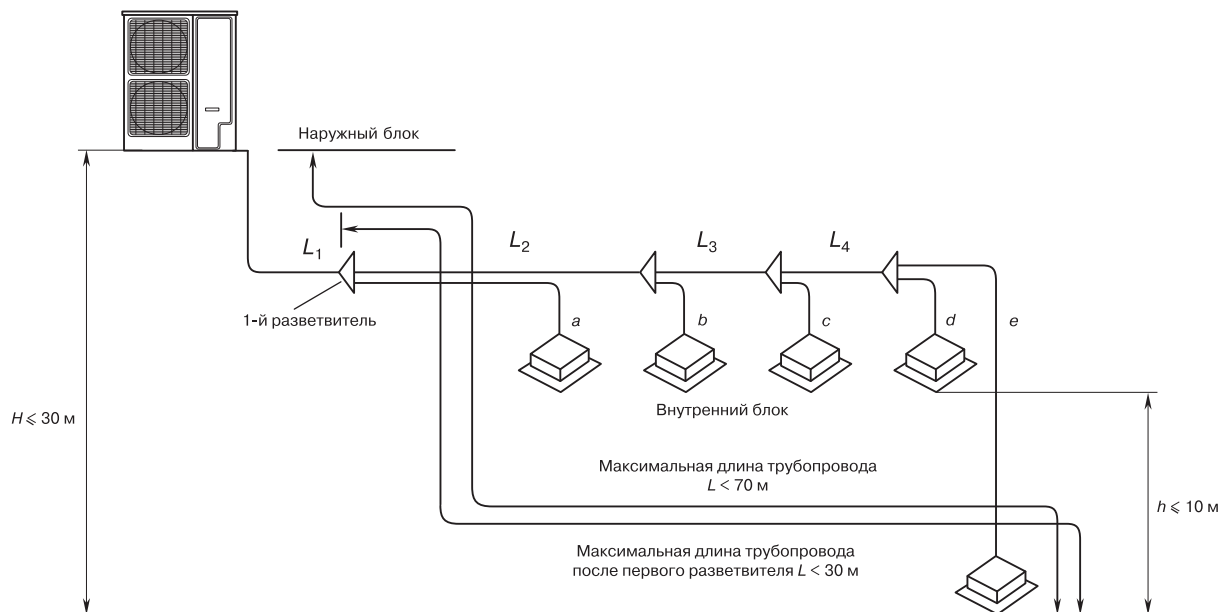 Наружный блок
L₁
L₂
L₃
L₄
1-й разветвитель
a
b
c
d
e
H ⩽ 30 м
Внутренний блок
Максимальная длина трубопровода
L < 70 м
h ⩽ 10 м
Максимальная длина трубопровода
после первого разветвителя L < 30 м